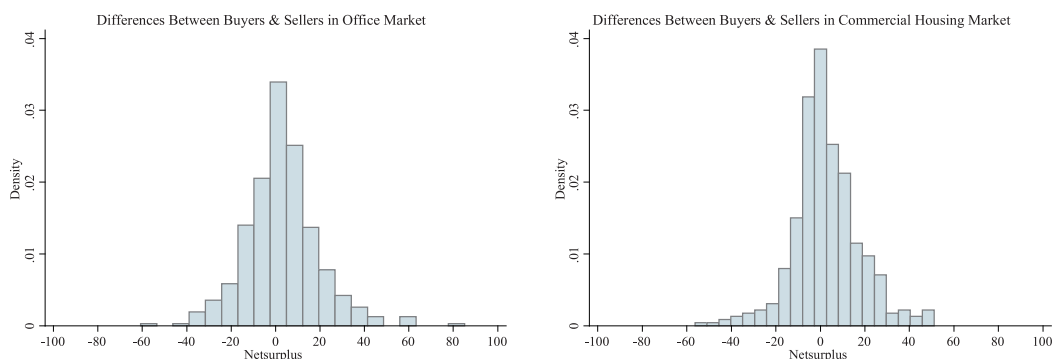 Differences Between Buyers & Sellers in Office Market
.04
.03
.02
.01
0
Density
-100 -80 -60 -40 -20 0 20 40 60 80 100
Netsurplus
Differences Between Buyers & Sellers in Commercial Housing Market
.04
.03
.02
.01
0
Density
-100 -80 -60 -40 -20 0 20 40 60 80 100
Netsurplus